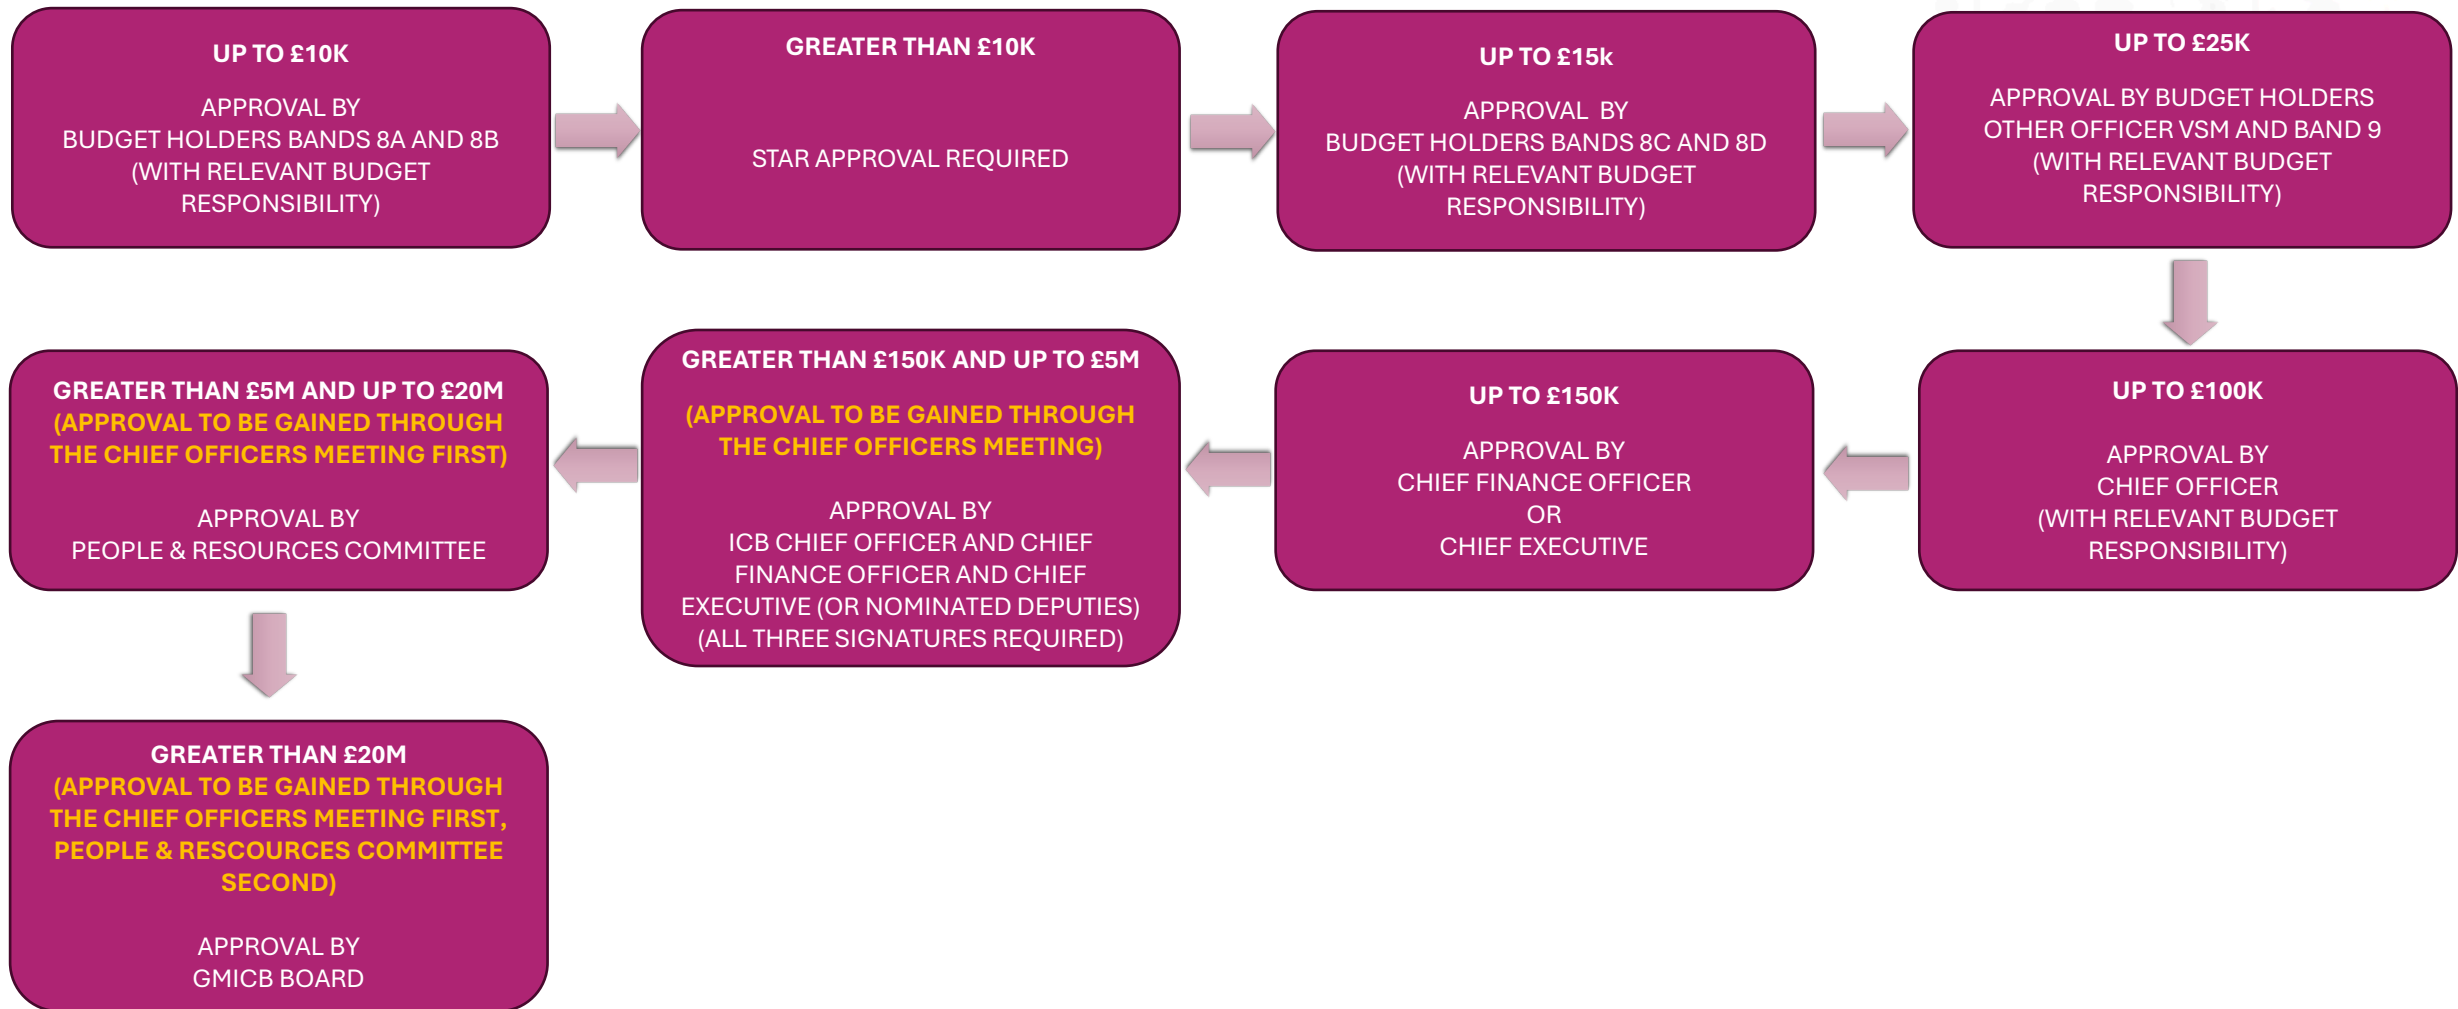 UP TO £10K
APPROVAL BY
BUDGET HOLDERS BANDS 8A AND 8B
(WITH RELEVANT BUDGET
RESPONSIBILITY)
GREATER THAN £10K
STAR APPROVAL REQUIRED
UP TO £15k
APPROVAL BY
BUDGET HOLDERS BANDS 8C AND 8D
(WITH RELEVANT BUDGET
RESPONSIBILITY)
UP TO £25K
APPROVAL BY BUDGET HOLDERS
OTHER OFFICER VSM AND BAND 9
(WITH RELEVANT BUDGET
RESPONSIBILITY)
UP TO £100K
APPROVAL BY
CHIEF OFFICER
(WITH RELEVANT BUDGET
RESPONSIBILITY)
UP TO £150K
APPROVAL BY
CHIEF FINANCE OFFICER
OR
CHIEF EXECUTIVE
GREATER THAN £150K AND UP TO £5M
(APPROVAL TO BE GAINED THROUGH
THE CHIEF OFFICERS MEETING)
APPROVAL BY
ICB CHIEF OFFICER AND CHIEF
FINANCE OFFICER AND CHIEF
EXECUTIVE (OR NOMINATED DEPUTIES)
(ALL THREE SIGNATURES REQUIRED)
GREATER THAN £5M AND UP TO £20M
(APPROVAL TO BE GAINED THROUGH
THE CHIEF OFFICERS MEETING FIRST)
APPROVAL BY
PEOPLE & RESOURCES COMMITTEE
GREATER THAN £20M
(APPROVAL TO BE GAINED THROUGH
THE CHIEF OFFICERS MEETING FIRST,
PEOPLE & RESCOURCES COMMITTEE
SECOND)
APPROVAL BY
GMICB BOARD